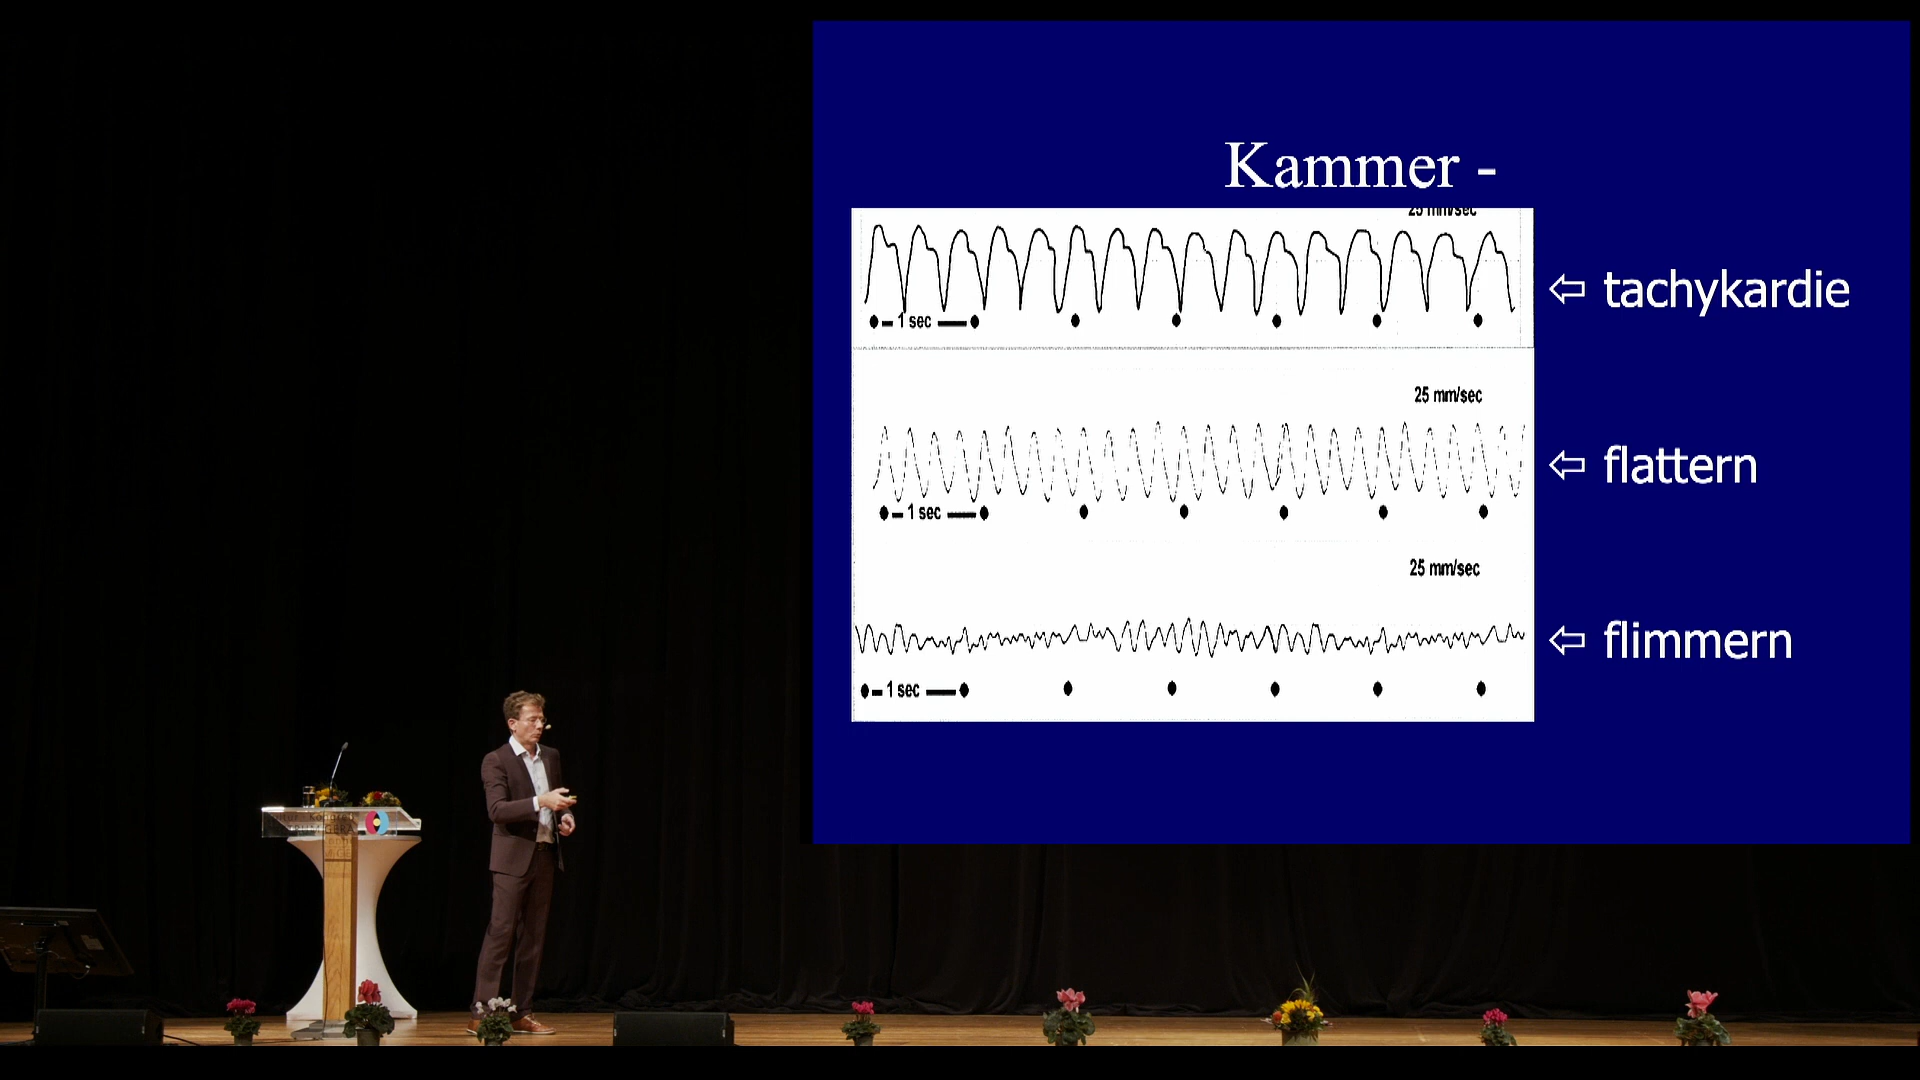 Kammer -
25 mm/sec
1 sec
tachykardie
25 mm/sec
flattern
1 sec
25 mm/sec
flimmern
1 sec